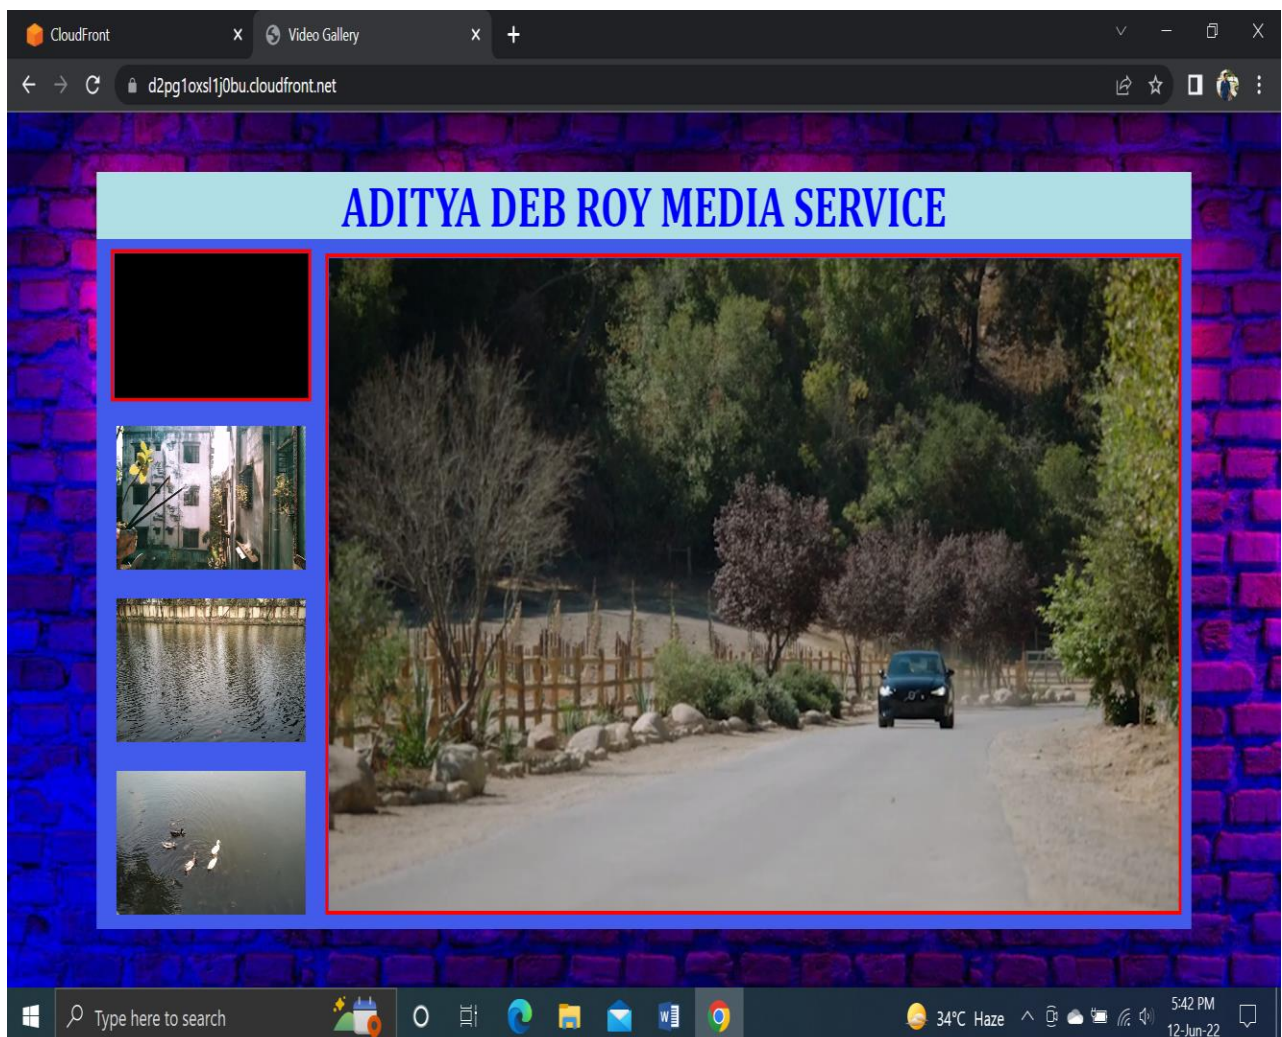 CloudFront
Video Gallery
d2pg1oxsl1j0bu.cloudfront.net
ADITYA DEB ROY MEDIA SERVICE
Type here to search
34°C Haze
5:42 PM
12-Jun-22